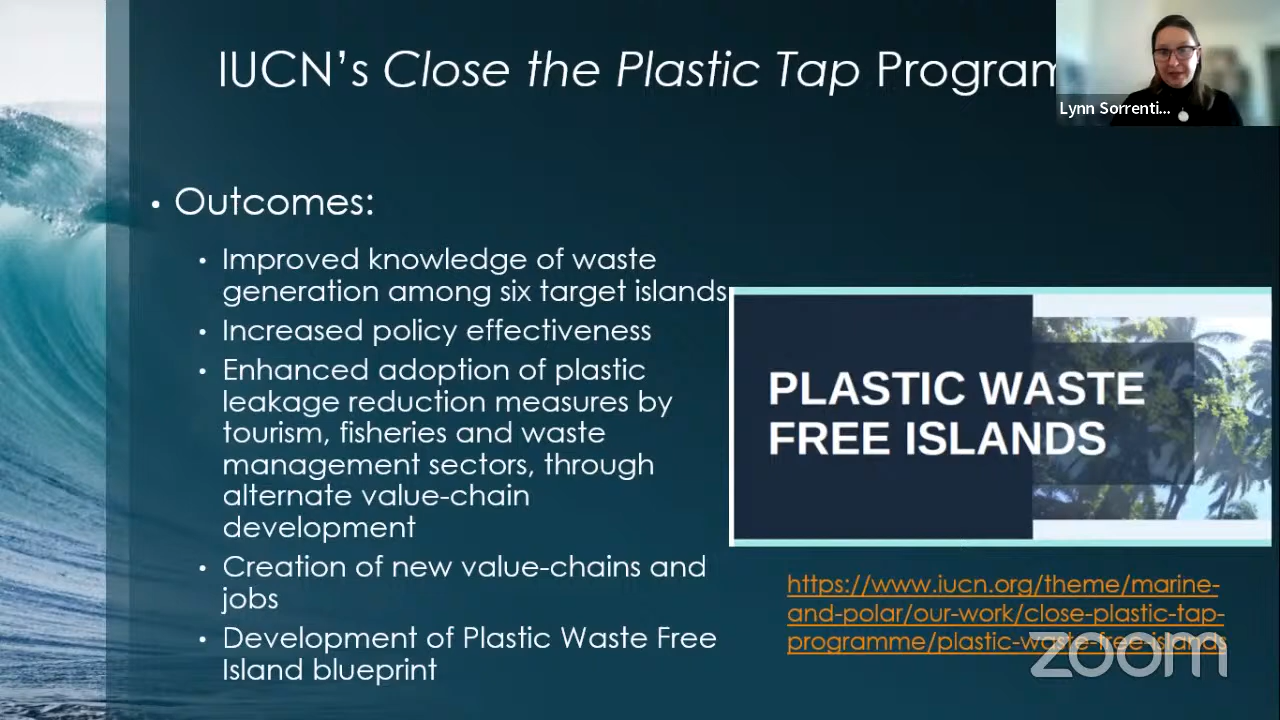 IUCN's Close the Plastic Tap Program
Lynn Sorrenti...
• Outcomes:
• Improved knowledge of waste
generation among six target islands
• Increased policy effectiveness
• Enhanced adoption of plastic
leakage reduction measures by
tourism, fisheries and waste
management sectors, through
alternate value-chain
development
• Creation of new value-chains and
jobs
• Development of Plastic Waste Free
Island blueprint
PLASTIC WASTE
FREE ISLANDS
https://www.iucn.org/theme/marine-
and-polar/our-work/close-plastic-tap-
programme/plastic-waste-free-islands
zoom